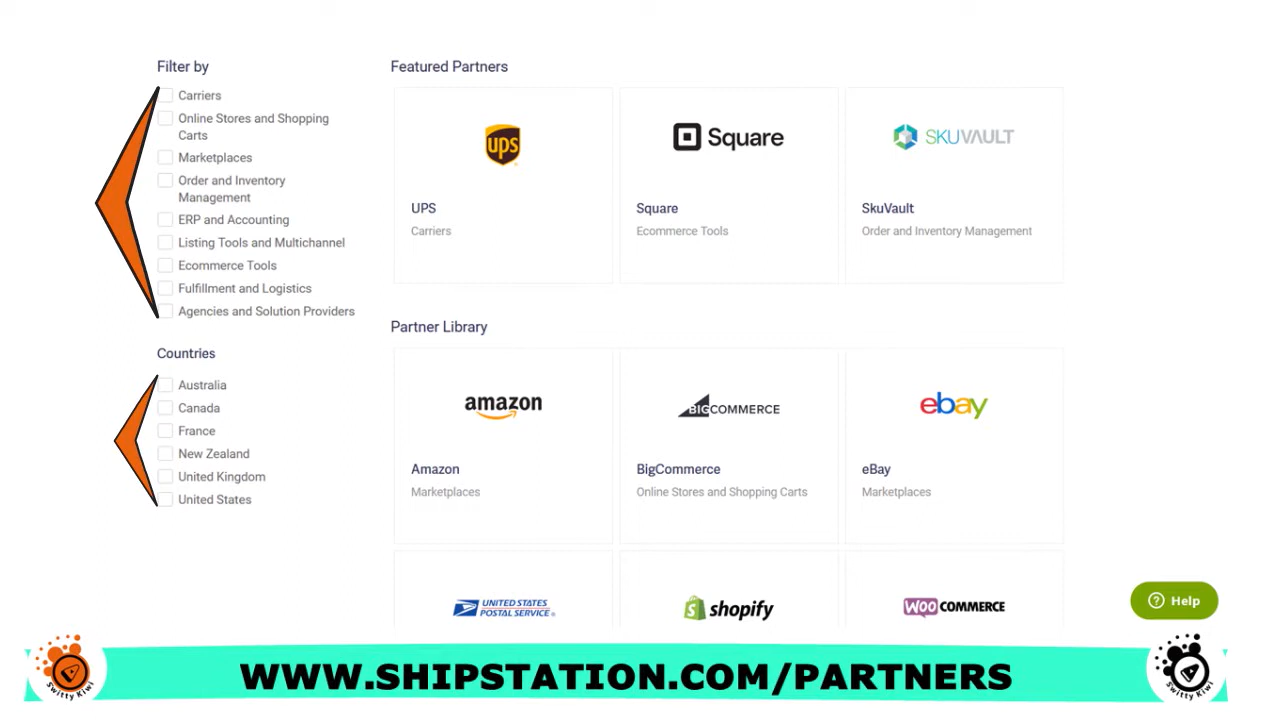 Filter by
Carriers
Online Stores and Shopping
Carts
Marketplaces
Order and Inventory
Management
ERP and Accounting
Listing Tools and Multichannel
Ecommerce Tools
Fulfillment and Logistics
Agencies and Solution Providers
Countries
Australia
Canada
France
New Zealand
United Kingdom
United States
Featured Partners
ups
UPS
Carriers
Square
Square
Ecommerce Tools
SKUVAULT
SkuVault
Order and Inventory Management
Partner Library
amazon
Amazon
Marketplaces
BIGCOMMERCE
BigCommerce
Online Stores and Shopping Carts
ebay
eBay
Marketplaces
UNITED STATES
POSTAL SERVICE
shopify
WOO COMMERCE
Help
Switty Kiwi
WWW.SHIPSTATION.COM/PARTNERS
Switty Kiwi